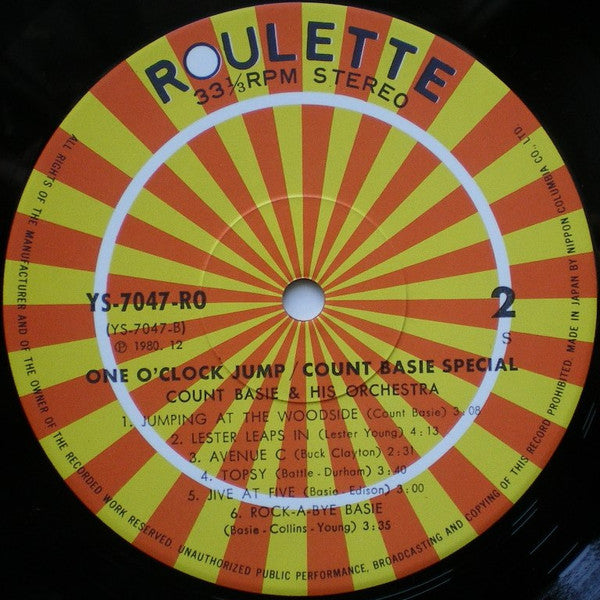 ROULETTE
33 1/3 RPM STEREO
YS-7047-RO
(YS-7047-B)
Ⓟ 1980. 12
2
S
ONE O'CLOCK JUMP / COUNT BASIE SPECIAL
COUNT BASIE & HIS ORCHESTRA
1. JUMPING AT THE WOODSIDE (Count Basie) 3:08
2. LESTER LEAPS IN (Lester Young) 4:13
3. AVENUE C (Buck Clayton) 2:31
4. TOPSY (Battle-Durham) 3:40
5. JIVE AT FIVE (Basie-Edison) 3:00
6. ROCK-A-BYE BASIE
(Basie-Collins-Young) 3:35
ALL RIGHTS OF THE MANUFACTURER AND OF THE OWNER OF THE RECORDED WORK RESERVED. UNAUTHORIZED PUBLIC PERFORMANCE, BROADCASTING AND COPYING OF THIS RECORD PROHIBITED. MADE IN JAPAN BY NIPPON COLUMBIA CO., LTD.